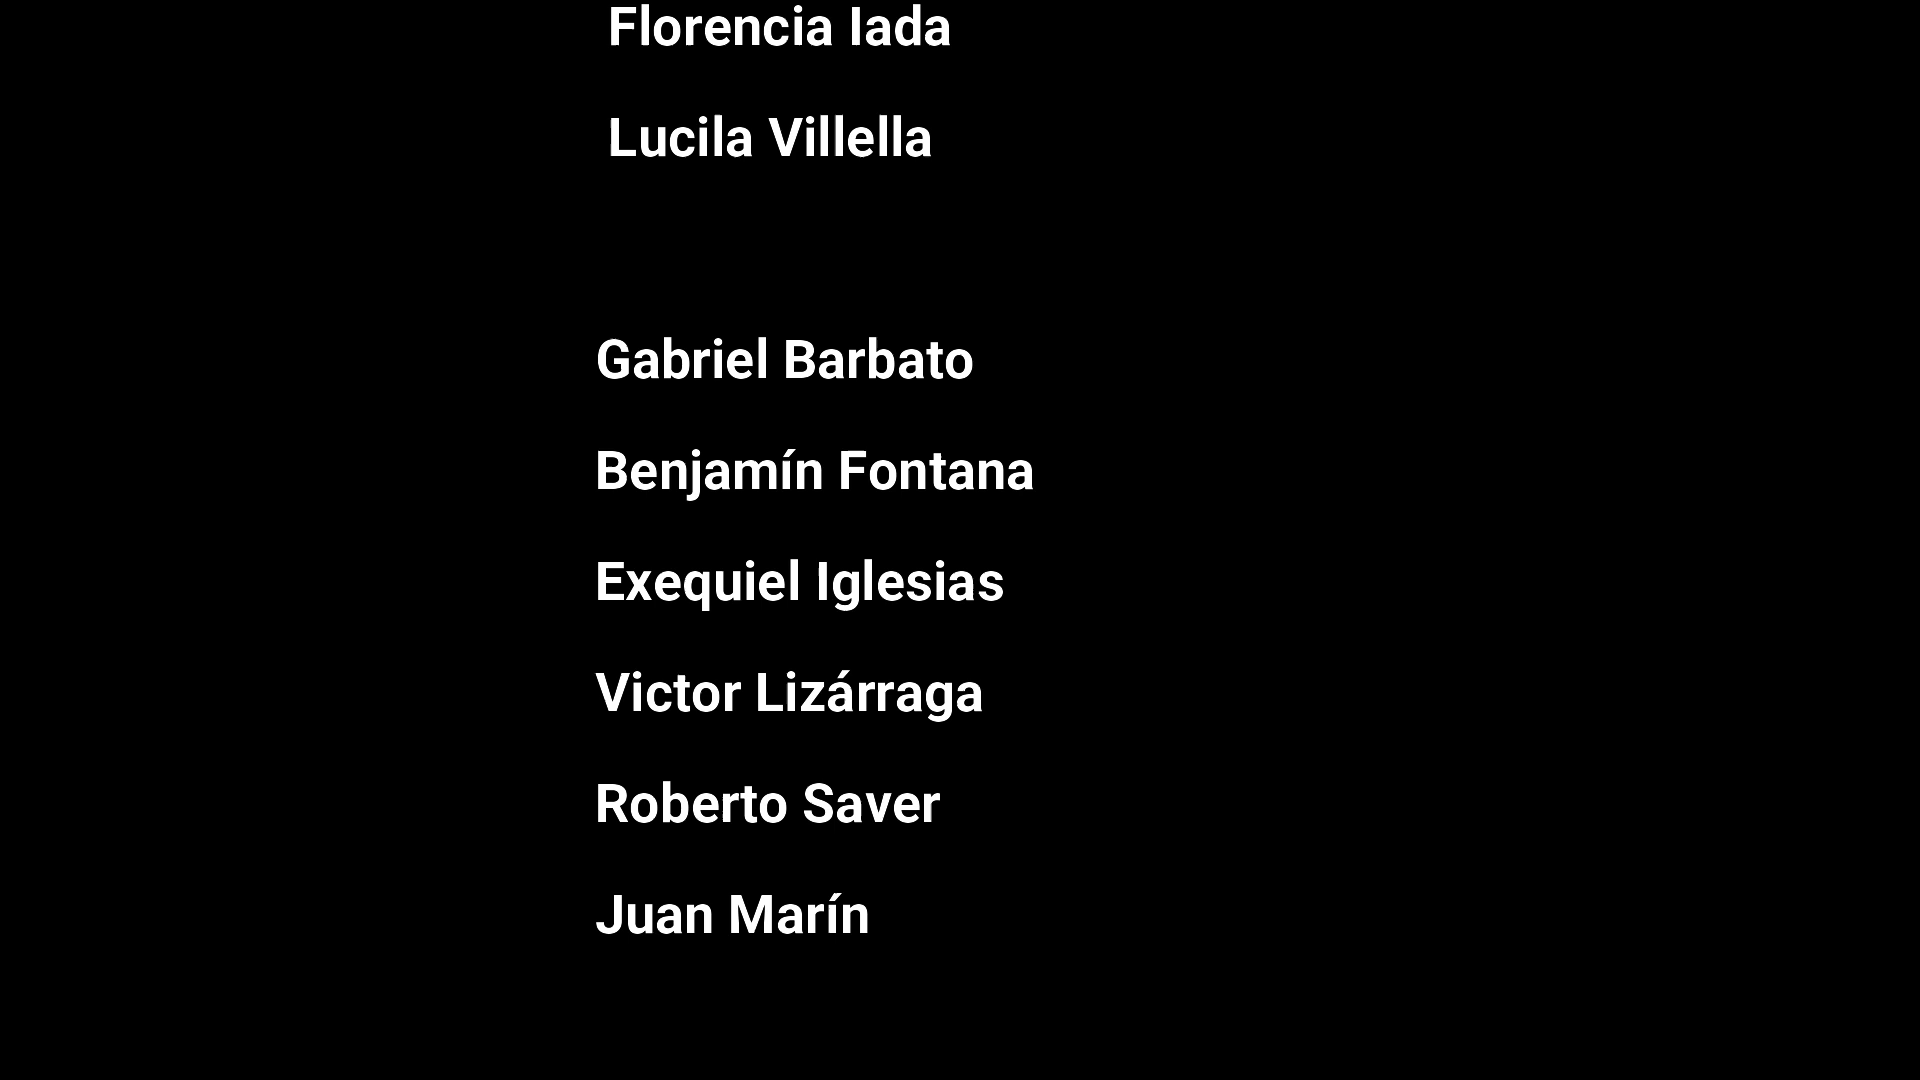 Florencia Iada
Lucila Villella
Gabriel Barbato
Benjamín Fontana
Exequiel Iglesias
Victor Lizárraga
Roberto Saver
Juan Marín